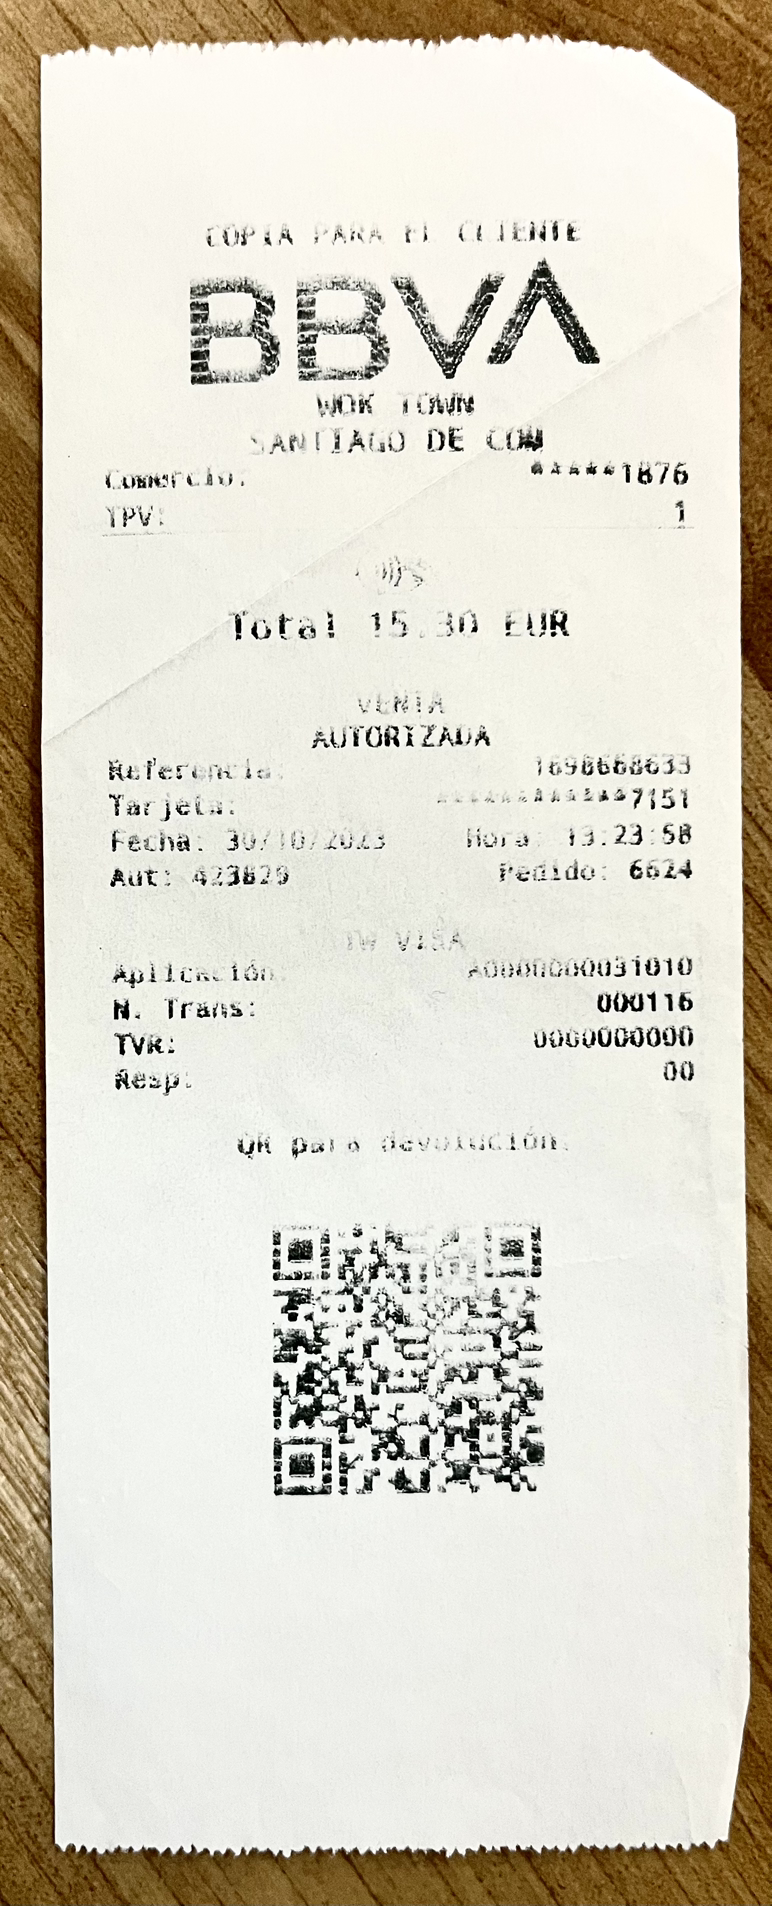 COPIA PARA EL CLIENTE
BBVA
WOK TOWN
SANTIAGO DE COM
Comercio: *****1876
TPV: 1
Total 15.30 EUR
VENTA
AUTORIZADA
Referencia: 1698668633
Tarjeta: ************7151
Fecha: 30/10/2023 Hora: 13:23:58
Aut: 423829 Pedido: 6624
VISA
Aplicación: A0000000031010
N. Trans: 000116
TVR: 0000000000
Resp: 00
QR para devolución: